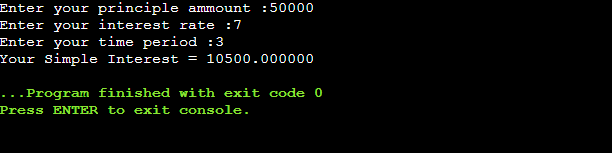 Enter your principle ammount :50000
Enter your interest rate :7
Enter your time period :3
Your Simple Interest = 10500.000000
...Program finished with exit code 0
Press ENTER to exit console.